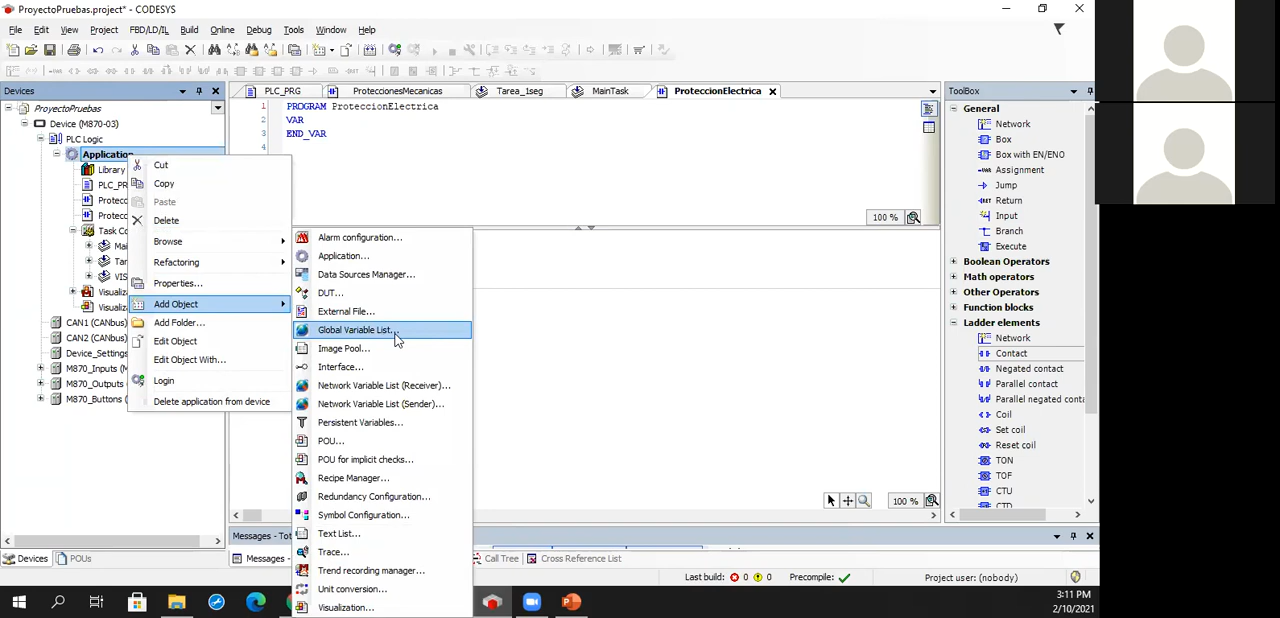 ProyectoPruebas.project* - CODESYS
File Edit View Project FBD/LD/IL Build Online Debug Tools Window Help
Devices
ProyectoPruebas
Device (M870-03)
PLC Logic
Application
Library
PLC_PR
Protec
Protec
Task Co
Mai
Tar
VIS
Visualiz
Visualiz
CAN1 (CANbus
CAN2 (CANbus
Device_Settings
M870_Inputs (M
M870_Outputs (
M870_Buttons (
Devices POUs
Cut
Copy
Paste
Delete
Browse
Refactoring
Properties...
Add Object
Add Folder...
Edit Object
Edit Object With...
Login
Delete application from device
Alarm configuration...
Application...
Data Sources Manager...
DUT...
External File...
Global Variable List...
Image Pool...
Interface...
Network Variable List (Receiver)...
Network Variable List (Sender)...
Persistent Variables...
POU...
POU for implicit checks...
Recipe Manager...
Redundancy Configuration...
Symbol Configuration...
Text List...
Trace...
Trend recording manager...
Unit conversion...
Visualization...
PLC_PRG ProteccionesMecanicas Tarea_1seg MainTask ProteccionElectrica
1 PROGRAM ProteccionElectrica
2 VAR
3 END_VAR
4
100 %
100 %
Messages - Tot
Messages - Call Tree Cross Reference List
Last build: 0 0 Precompile: Project user: (nobody)
ToolBox
General
Network
Box
Box with EN/ENO
Assignment
Jump
Return
Input
Branch
Execute
Boolean Operators
Math operators
Other Operators
Function blocks
Ladder elements
Network
Contact
Negated contact
Parallel contact
Parallel negated contact
Coil
Set coil
Reset coil
TON
TOF
CTU
CTD
3:11 PM
2/10/2021